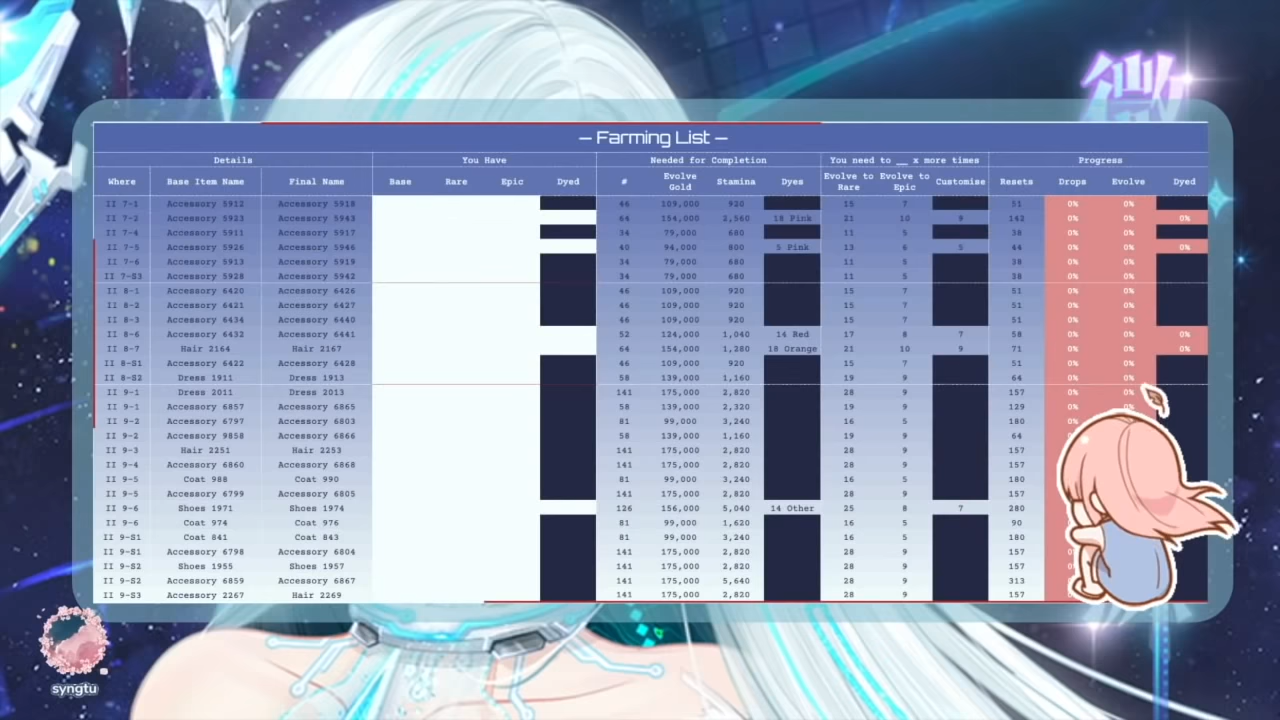 微
— Farming List —
Details You Have Needed for Completion You need to __ x more times Progress
Where Base Item Name Final Name Base Rare Epic Dyed # Evolve Gold Stamina Dyes Evolve to Rare Evolve to Epic Customise Resets Drops Evolve Dyed
II 7-1 Accessory 5912 Accessory 5918 46 109,000 920 15 7 51 0% 0%
II 7-2 Accessory 5923 Accessory 5943 64 154,000 2,560 18 Pink 21 10 9 142 0% 0% 0%
II 7-4 Accessory 5911 Accessory 5917 34 79,000 680 11 5 38 0% 0%
II 7-5 Accessory 5926 Accessory 5946 40 94,000 800 5 Pink 13 6 5 44 0% 0% 0%
II 7-6 Accessory 5913 Accessory 5919 34 79,000 680 11 5 38 0% 0%
II 7-S3 Accessory 5928 Accessory 5942 34 79,000 680 11 5 38 0% 0%
II 8-1 Accessory 6420 Accessory 6426 46 109,000 920 15 7 51 0% 0%
II 8-2 Accessory 6421 Accessory 6427 46 109,000 920 15 7 51 0% 0%
II 8-3 Accessory 6434 Accessory 6440 46 109,000 920 15 7 51 0% 0%
II 8-6 Accessory 6432 Accessory 6441 52 124,000 1,040 14 Red 17 8 7 58 0% 0% 0%
II 8-7 Hair 2164 Hair 2167 64 154,000 1,280 18 Orange 21 10 9 71 0% 0% 0%
II 8-S1 Accessory 6422 Accessory 6428 46 109,000 920 15 7 51 0% 0%
II 8-S2 Dress 1911 Dress 1913 58 139,000 1,160 19 9 64 0% 0%
II 9-1 Dress 2011 Dress 2013 141 175,000 2,820 28 9 157 0% 0%
II 9-1 Accessory 6857 Accessory 6865 58 139,000 2,320 19 9 129 0% 0%
II 9-2 Accessory 6797 Accessory 6803 81 99,000 3,240 16 5 180 0%
II 9-2 Accessory 9858 Accessory 6866 58 139,000 1,160 19 9 64
II 9-3 Hair 2251 Hair 2253 141 175,000 2,820 28 9 157
II 9-4 Accessory 6860 Accessory 6868 141 175,000 2,820 28 9 157
II 9-5 Coat 988 Coat 990 81 99,000 3,240 16 5 180
II 9-5 Accessory 6799 Accessory 6805 141 175,000 2,820 28 9 157
II 9-6 Shoes 1971 Shoes 1974 126 156,000 5,040 14 Other 25 8 7 280
II 9-6 Coat 974 Coat 976 81 99,000 1,620 16 5 90
II 9-S1 Coat 841 Coat 843 81 99,000 3,240 16 5 180
II 9-S1 Accessory 6798 Accessory 6804 141 175,000 2,820 28 9 157
II 9-S2 Shoes 1955 Shoes 1957 141 175,000 2,820 28 9 157
II 9-S2 Accessory 6859 Accessory 6867 141 175,000 5,640 28 9 313
II 9-S3 Accessory 2267 Hair 2269 141 175,000 2,820 28 9 157
syngtu